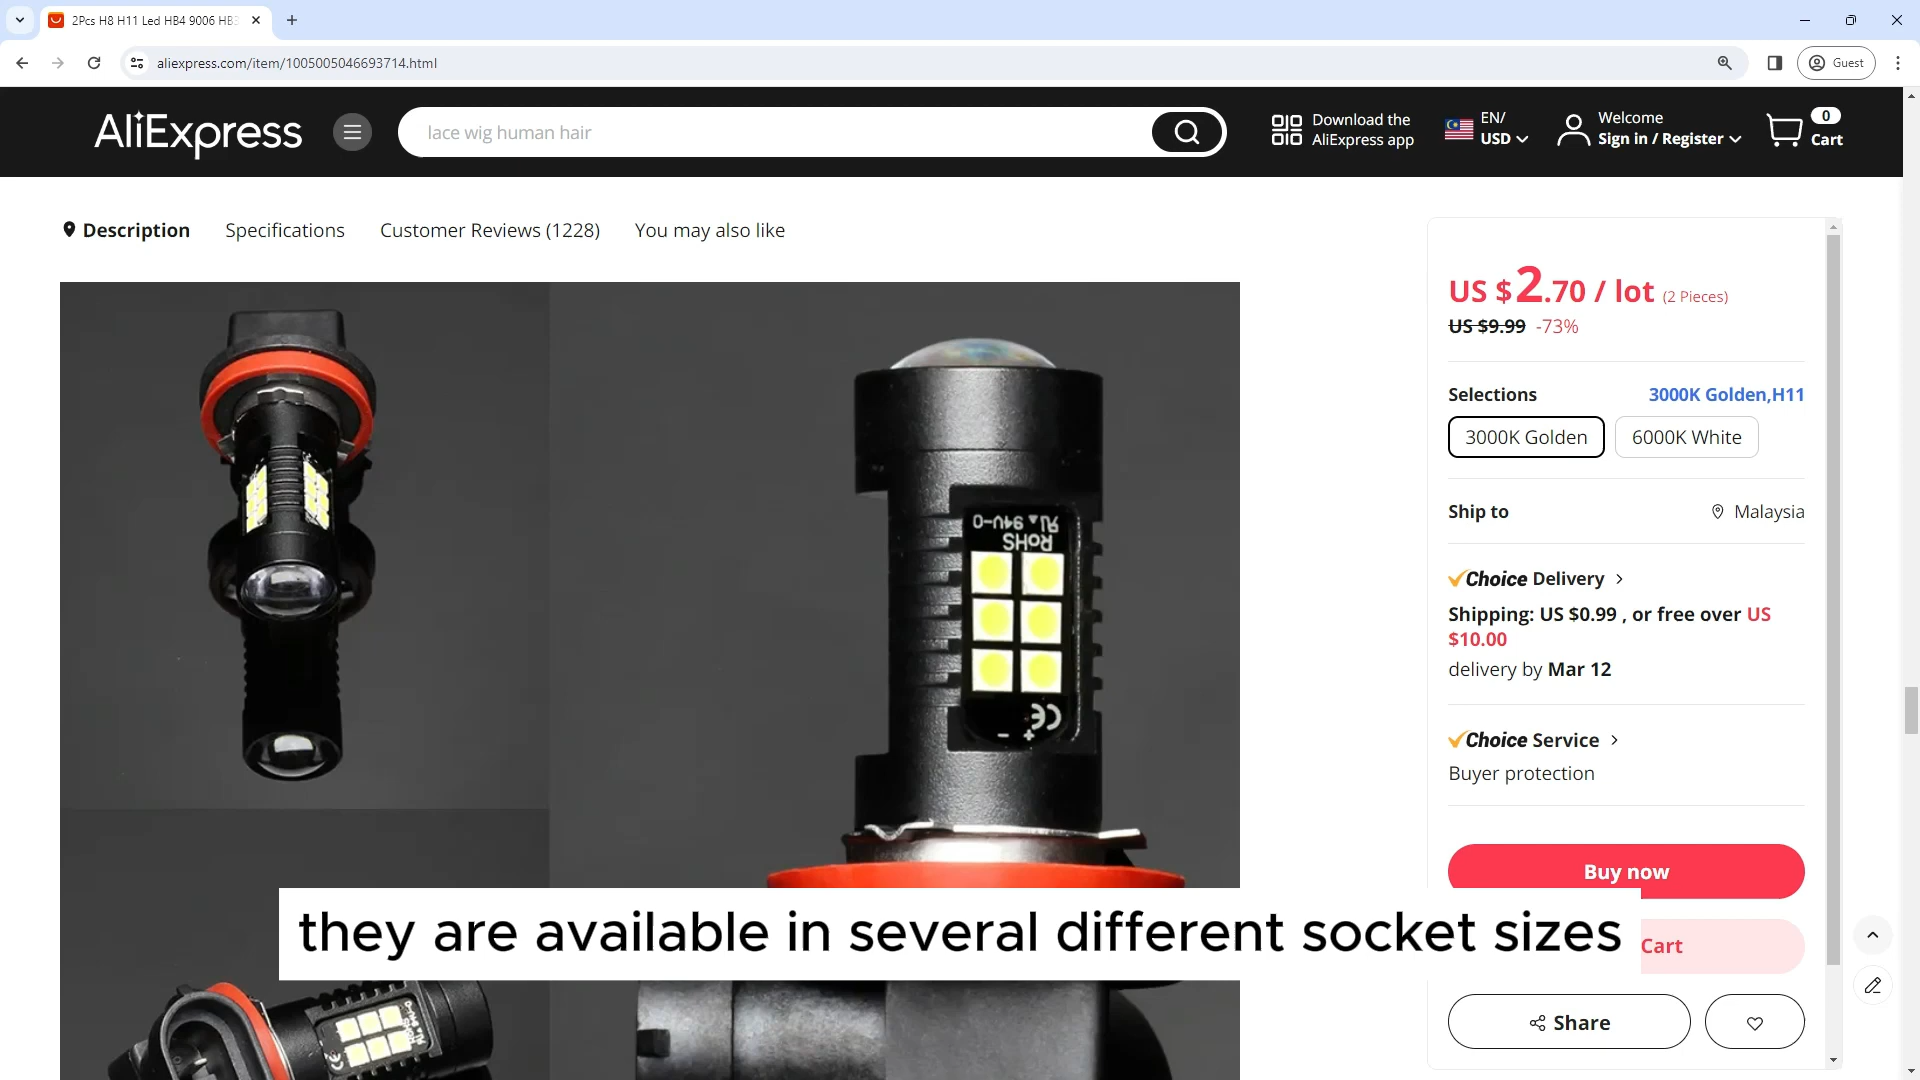 2Pcs H8 H11 Led HB4 9006 HB3
aliexpress.com/item/1005005046693714.html
Guest
AliExpress
lace wig human hair
Download the
AliExpress app
EN/
USD
Welcome
Sign in / Register
0
Cart
Description
Specifications
Customer Reviews (1228)
You may also like
US $2.70 / lot (2 Pieces)
US $9.99 -73%
Selections
3000K Golden,H11
3000K Golden
6000K White
Ship to
Malaysia
Choice Delivery
Shipping: US $0.99 , or free over US
$10.00
delivery by Mar 12
Choice Service
Buyer protection
Buy now
Cart
Share
94V-0
RoHS
CE
they are available in several different socket sizes